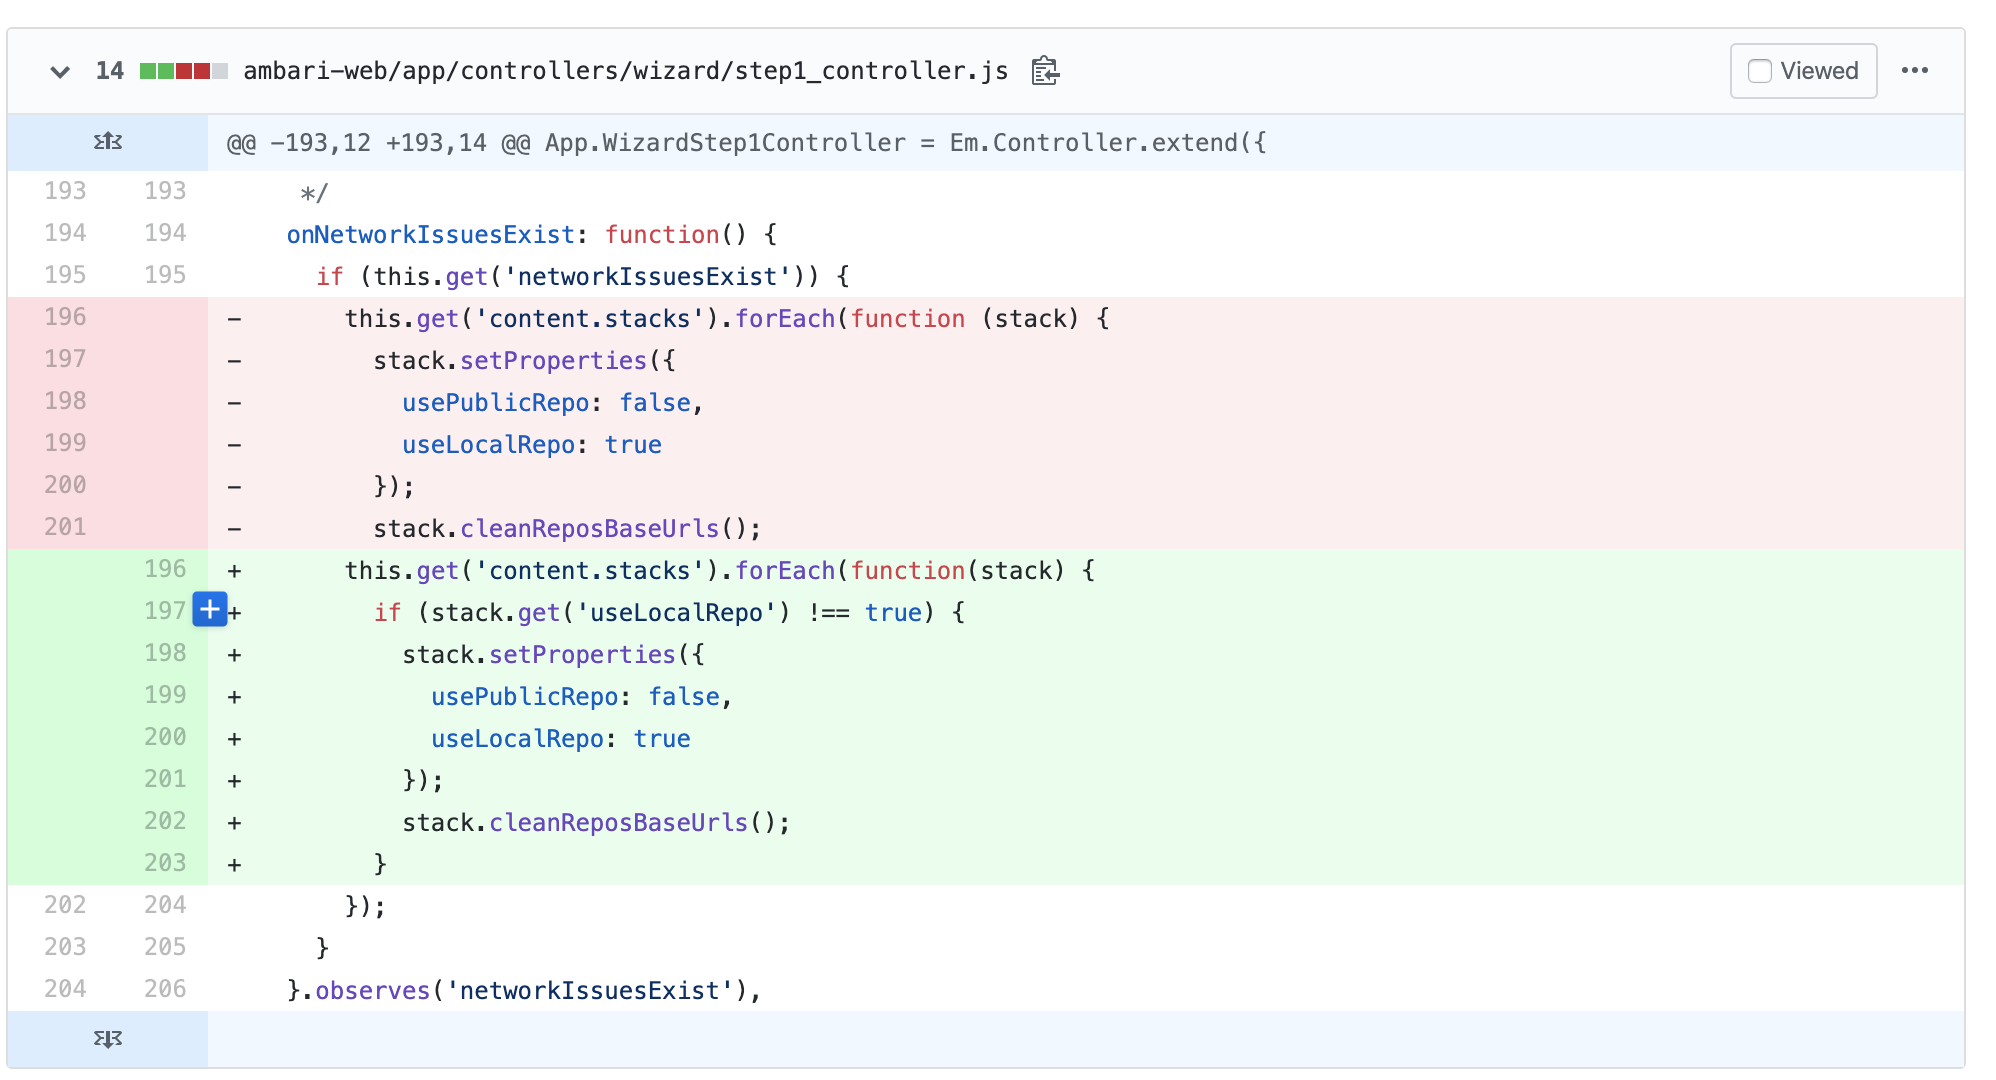 14 ambari-web/app/controllers/wizard/step1_controller.js Viewed
@@ -193,12 +193,14 @@ App.WizardStep1Controller = Em.Controller.extend({
193 193 */
194 194 onNetworkIssuesExist: function() {
195 195 if (this.get('networkIssuesExist')) {
196 - this.get('content.stacks').forEach(function (stack) {
197 - stack.setProperties({
198 - usePublicRepo: false,
199 - useLocalRepo: true
200 - });
201 - stack.cleanReposBaseUrls();
196 + this.get('content.stacks').forEach(function(stack) {
197 + if (stack.get('useLocalRepo') !== true) {
198 + stack.setProperties({
199 + usePublicRepo: false,
200 + useLocalRepo: true
201 + });
202 + stack.cleanReposBaseUrls();
203 + }
202 204 });
203 205 }
204 206 }.observes('networkIssuesExist'),